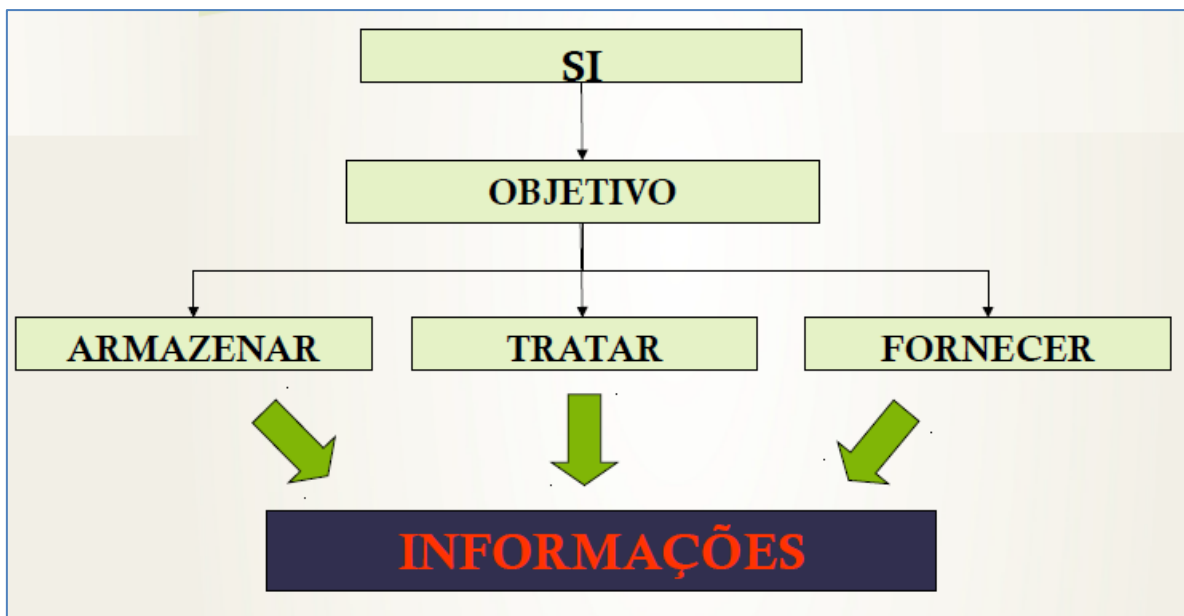 SI
OBJETIVO
ARMAZENAR
TRATAR
FORNECER
INFORMAÇÕES